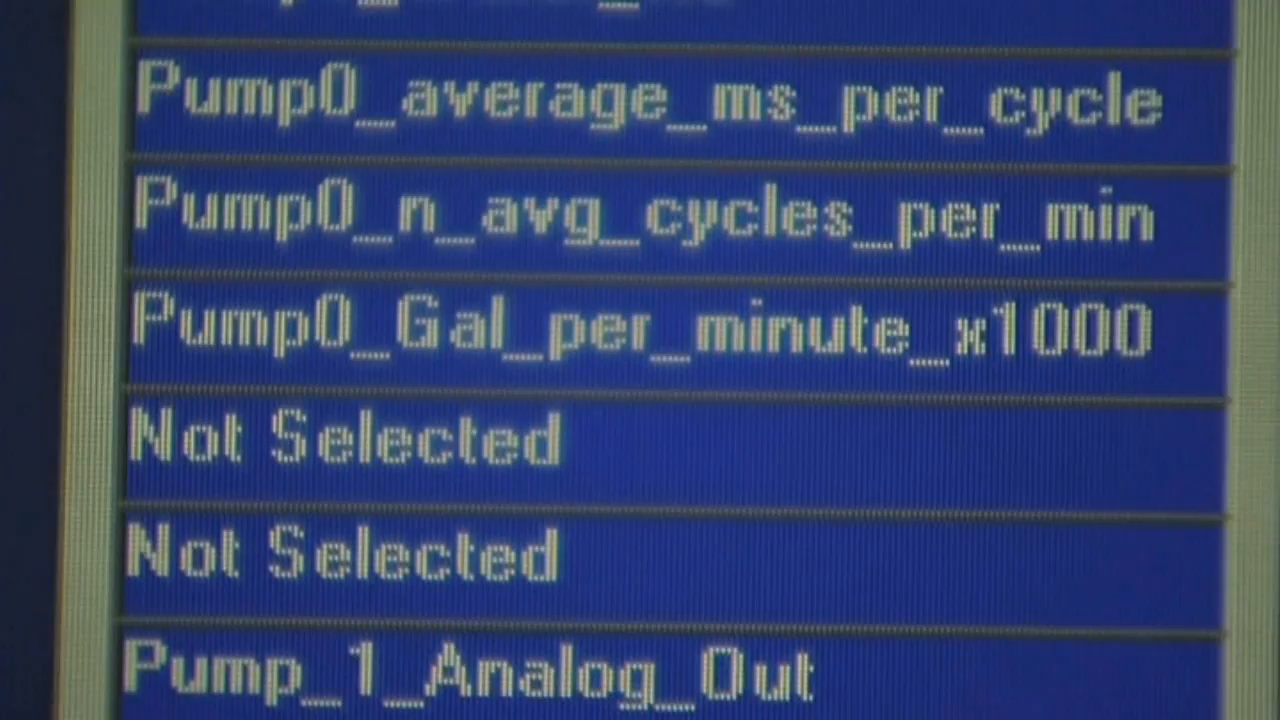 Pump0_average_ms_per_cycle
Pump0_n_avg_cycles_per_min
Pump0_Gal_per_minute_x1000
Not Selected
Not Selected
Pump_1_Analog_Out